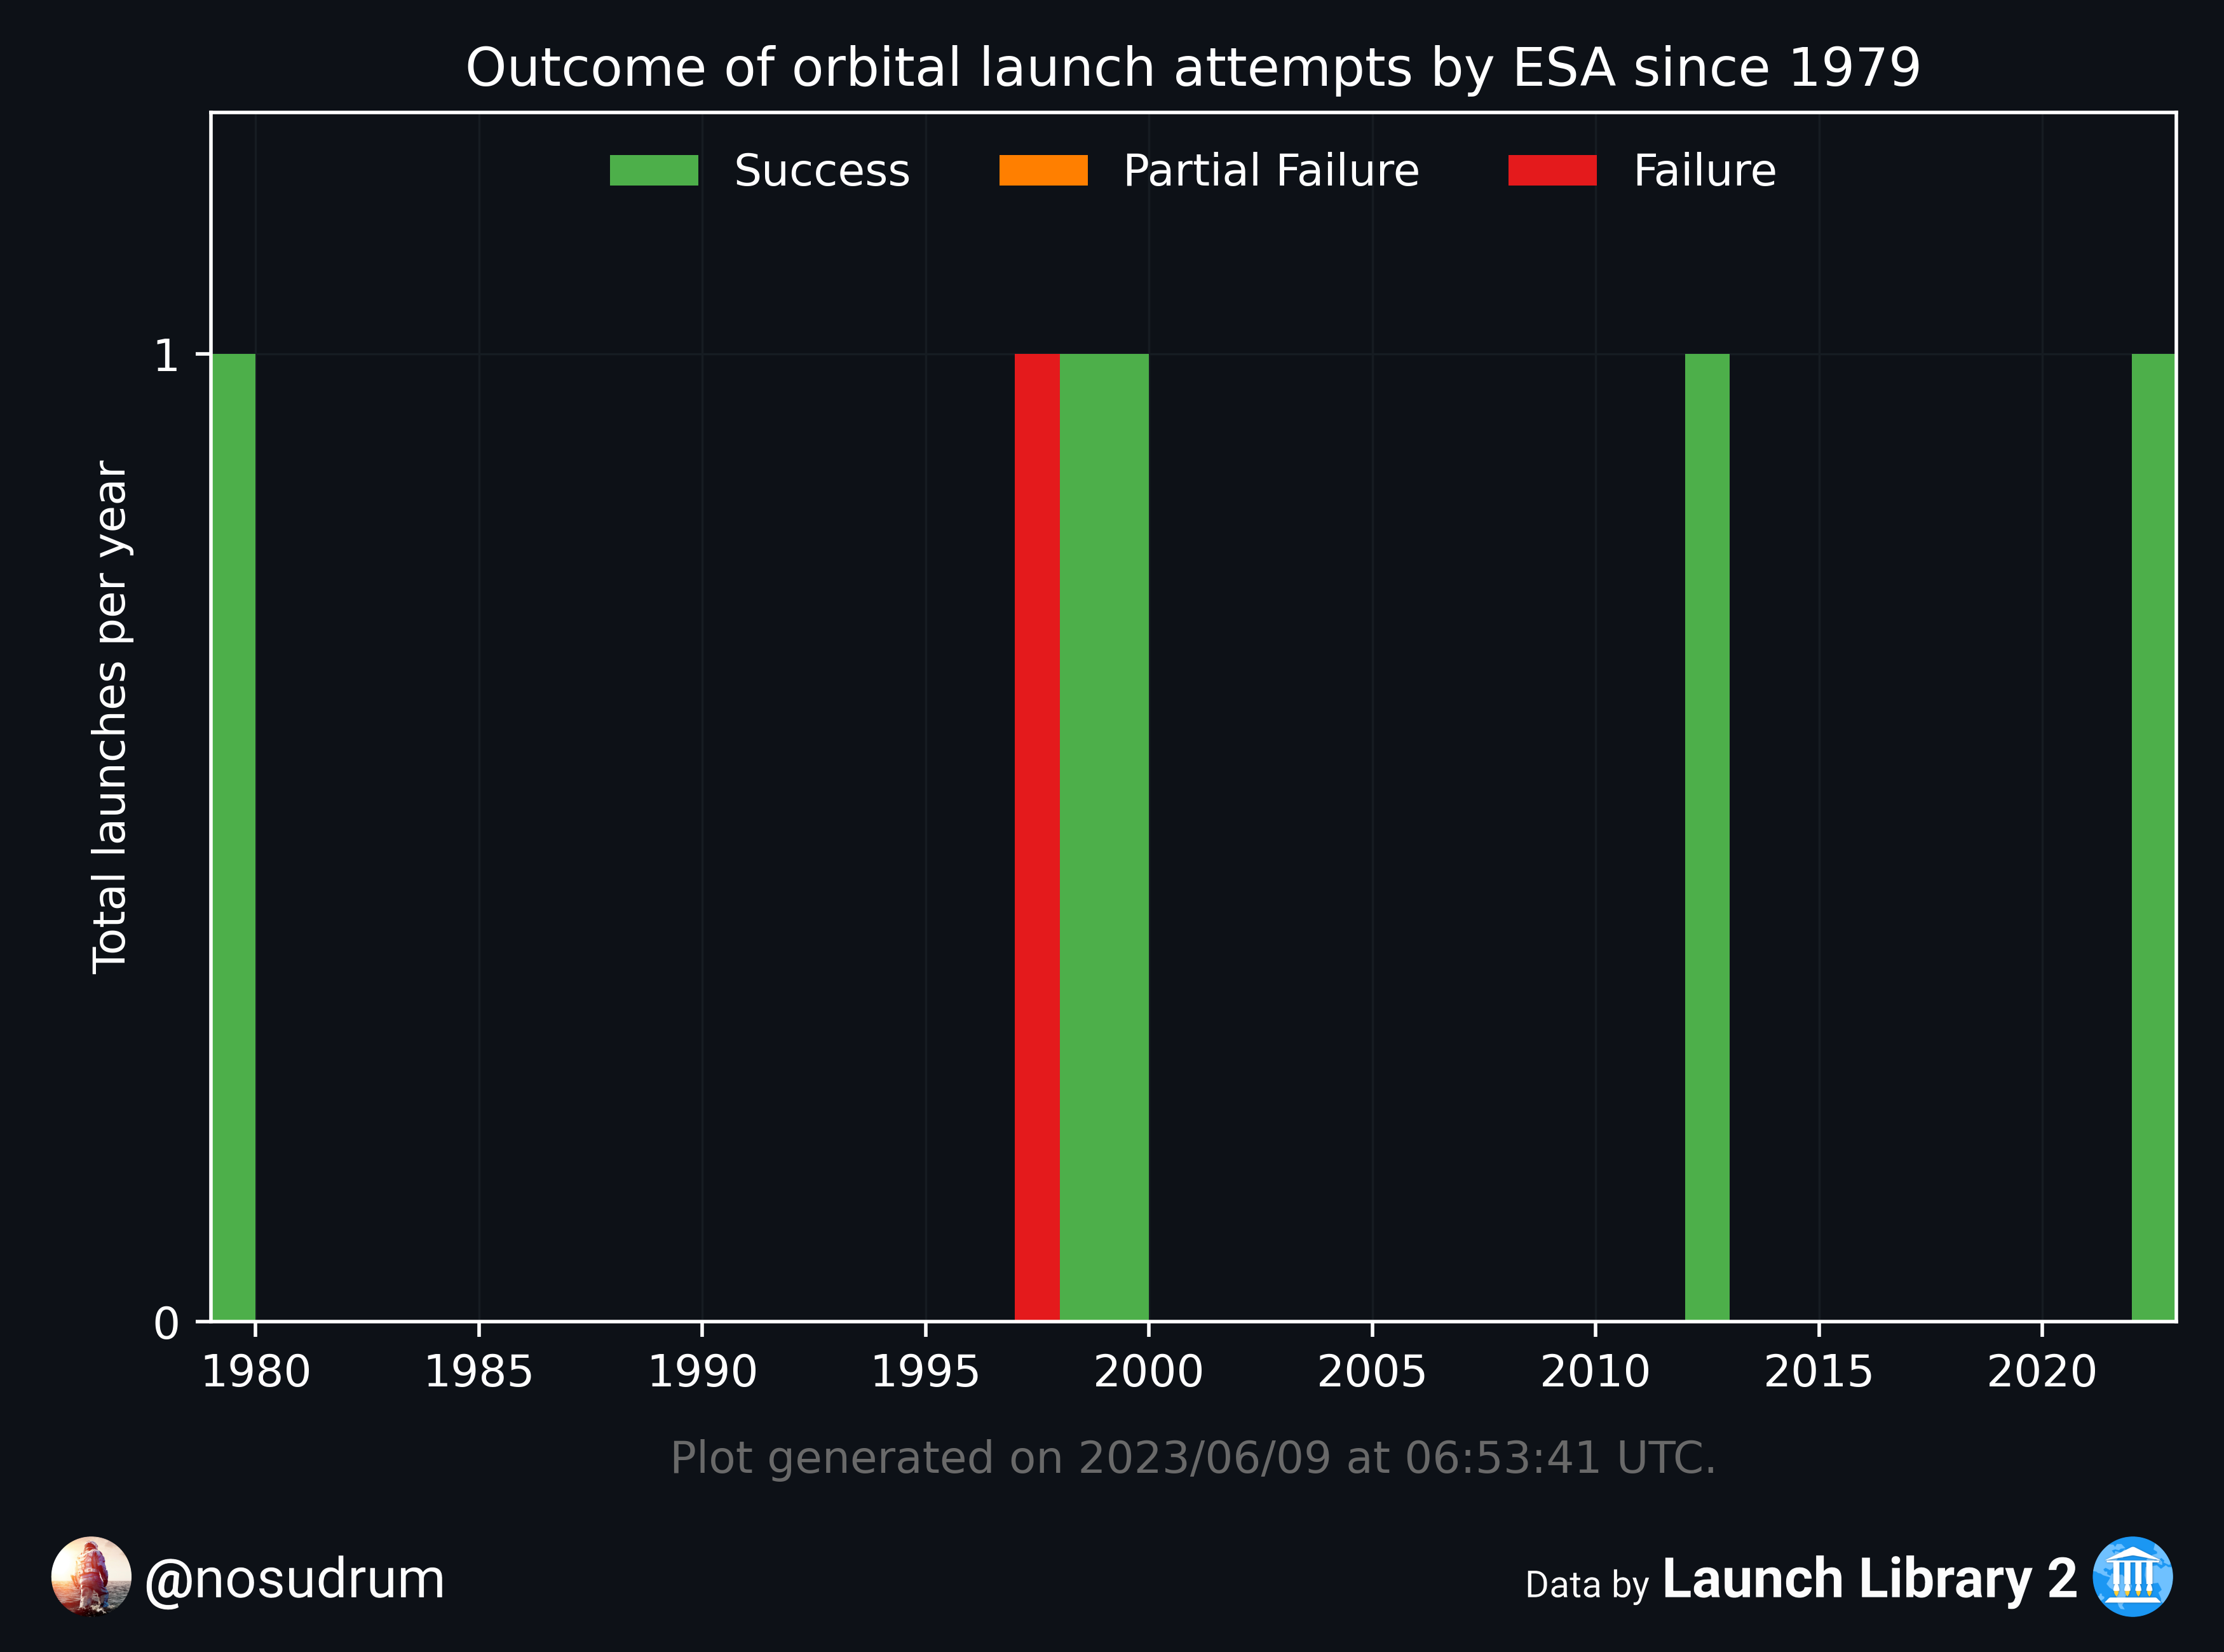 Outcome of orbital launch attempts by ESA since 1979
Success Partial Failure Failure
Total launches per year
1
0
1980 1985 1990 1995 2000 2005 2010 2015 2020
Plot generated on 2023/06/09 at 06:53:41 UTC.
@nosudrum
Data by Launch Library 2